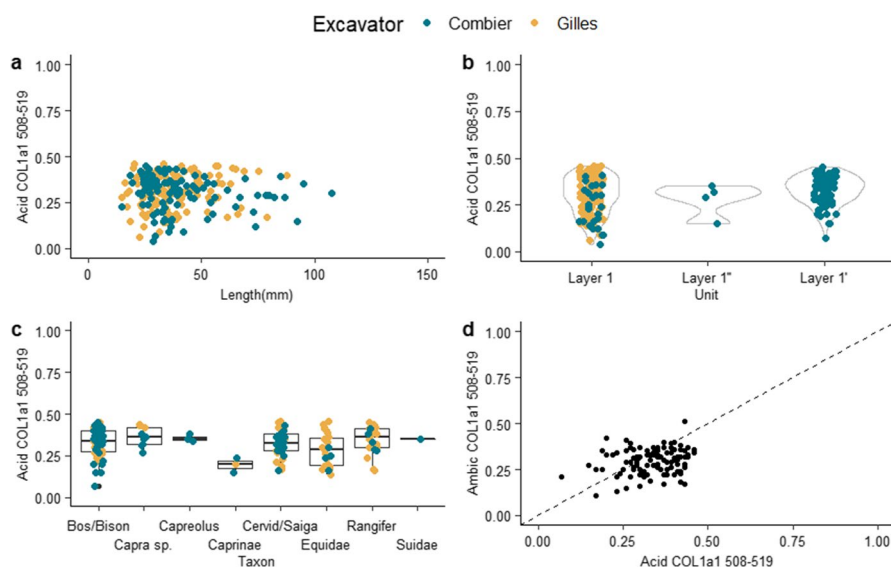 Excavator Combier Gilles
a
Acid COL1a1 508-519
1.00
0.75
0.50
0.25
0.00
0 50 100 150
Length(mm)
b
Acid COL1a1 508-519
1.00
0.75
0.50
0.25
0.00
Layer 1 Layer 1" Layer 1'
Unit
c
Acid COL1a1 508-519
1.00
0.75
0.50
0.25
0.00
Bos/Bison Capreolus Cervid/Saiga Rangifer
Capra sp. Caprinae Equidae Suidae
Taxon
d
Ambic COL1a1 508-519
1.00
0.75
0.50
0.25
0.00
0.00 0.25 0.50 0.75 1.00
Acid COL1a1 508-519